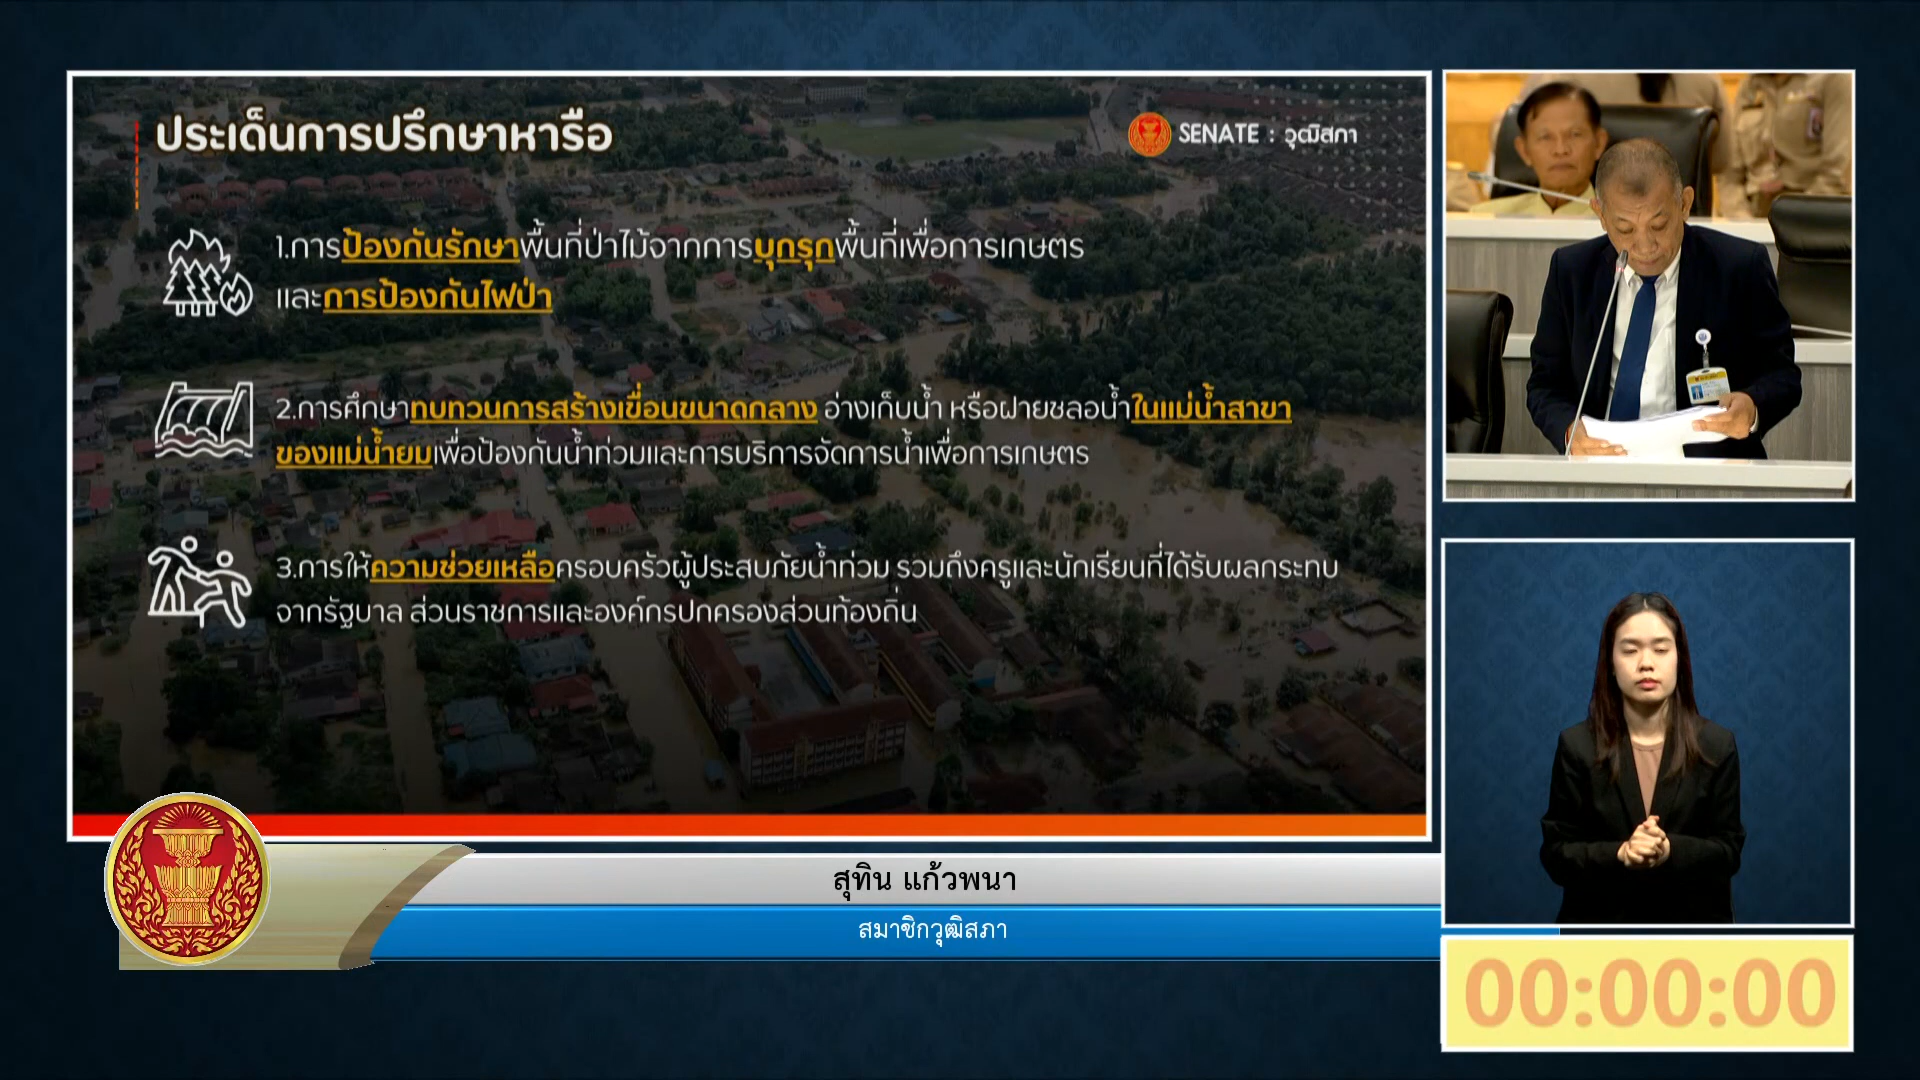 ประเด็นการปรึกษาหารือ
SENATE : วุฒิสภา
1.การป้องกันรักษาพื้นที่ป่าไม้จากการบุกรุกพื้นที่เพื่อการเกษตร
และการป้องกันไฟป่า
2.การศึกษาทบทวนการสร้างเขื่อนขนาดกลาง อ่างเก็บน้ำ หรือฝายชลอน้ำในแม่น้ำสาขา
ของแม่น้ำยมเพื่อป้องกันน้ำท่วมและการบริการจัดการน้ำเพื่อการเกษตร
3.การให้ความช่วยเหลือครอบครัวผู้ประสบภัยน้ำท่วม รวมถึงครูและนักเรียนที่ได้รับผลกระทบ
จากรัฐบาล ส่วนราชการและองค์กรปกครองส่วนท้องถิ่น
สุทิน แก้วพนา
สมาชิกวุฒิสภา
00:00:00